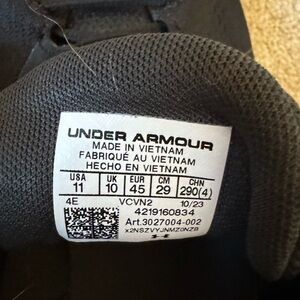 UNDER ARMOUR
MADE IN VIETNAM
FABRIQUÉ AU VIETNAM
HECHO EN VIETNAM
USA UK EUR CM CHN
11 10 45 29 290(4)
4E VCVN2 10/23
4219160834
Art.3027004-002
x2NSZVYJNMZ0NZB